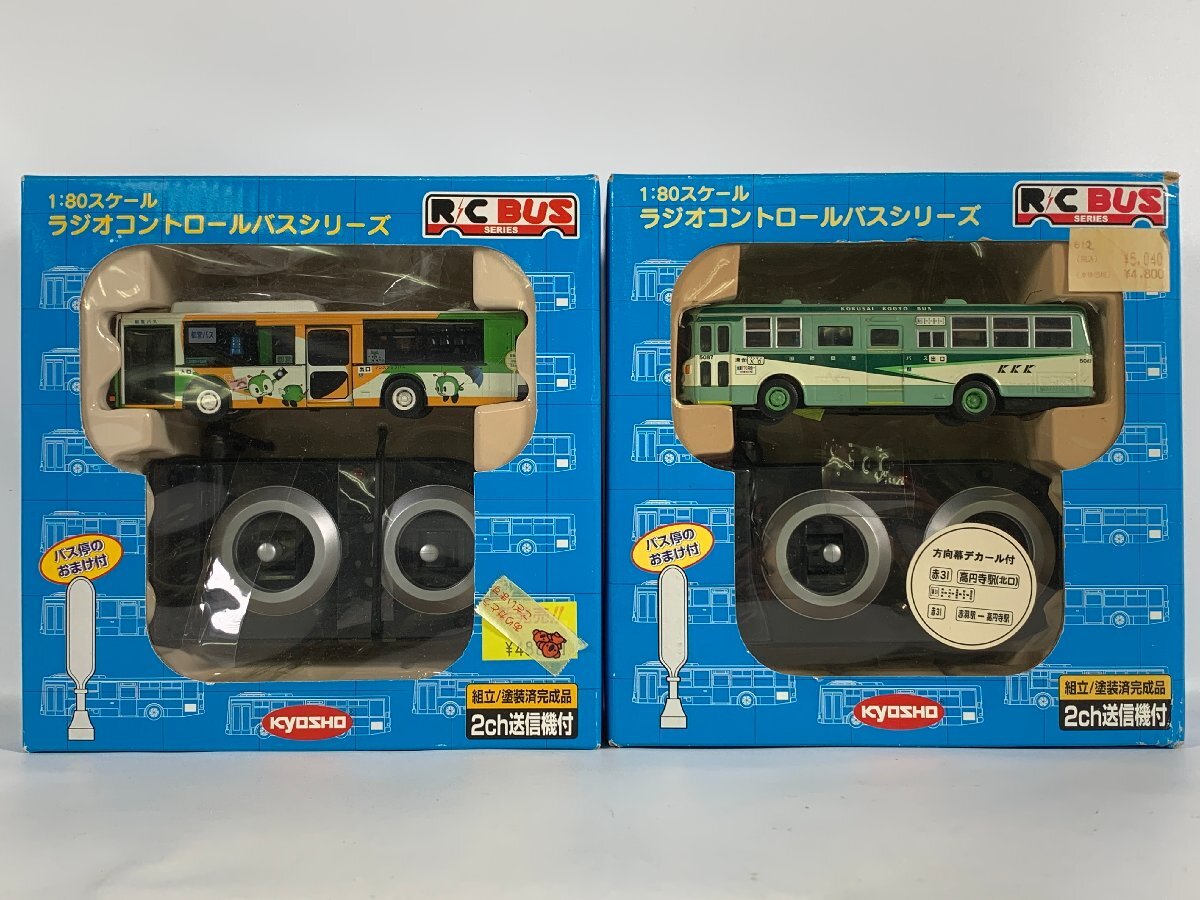 1:80スケール
ラジオコントロールバスシリーズ
R/C BUS
SERIES
都営バス
バス停の
おまけ付
KYOSHO
組立/塗装済完成品
2ch送信機付
1:80スケール
ラジオコントロールバスシリーズ
R/C BUS
SERIES
¥5,040
¥4,800
KOKUSAI KOGYO BUS
5087
バス出口
KKK
バス停の
おまけ付
方向幕デカール付
赤31 高円寺駅(北口)
赤31 赤羽駅 ― 高円寺駅
KYOSHO
組立/塗装済完成品
2ch送信機付